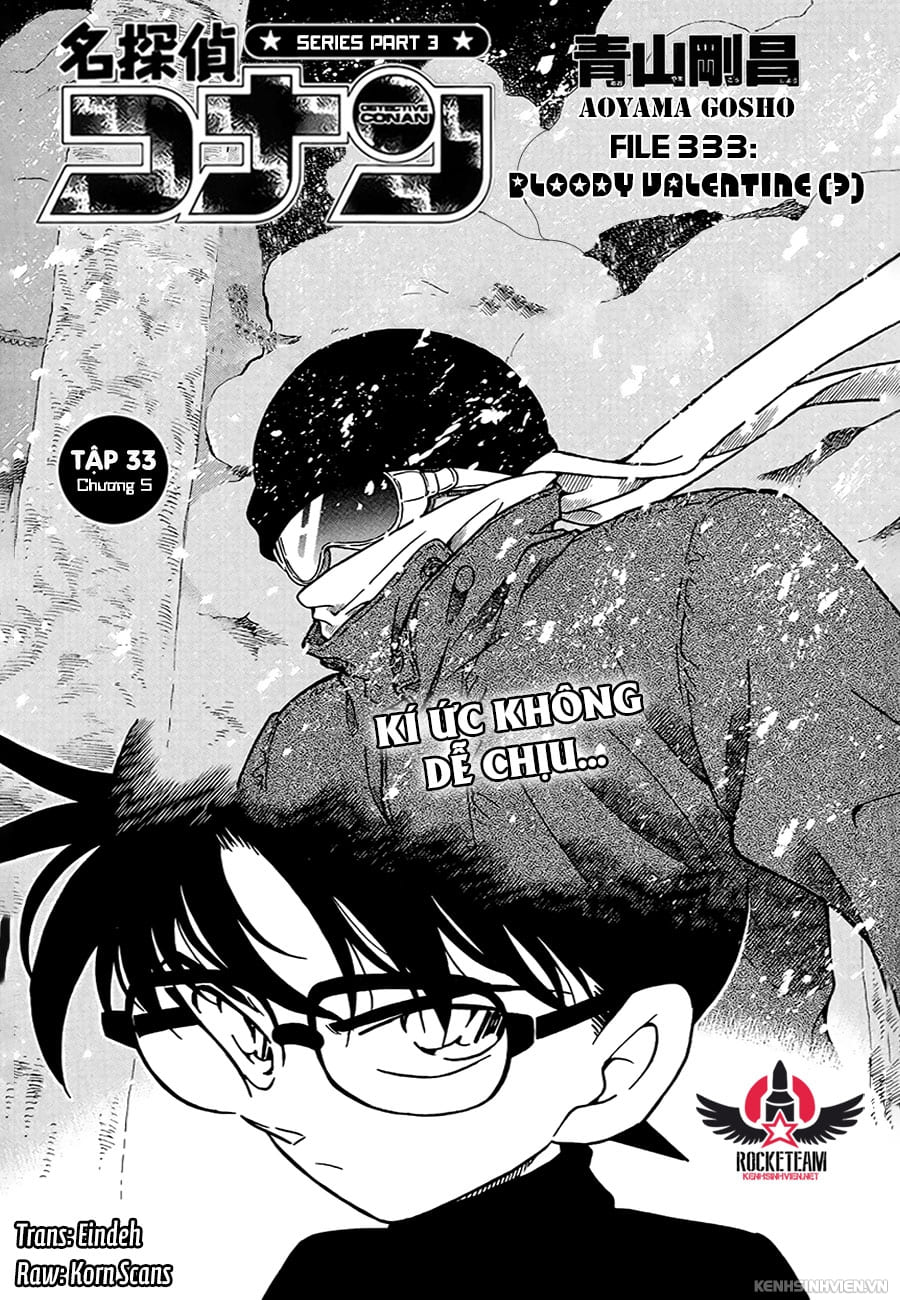 名探偵
★ SERIES PART 3 ★
コナン
DETECTIVE
CONAN
青山剛昌
AOYAMA GOSHO
FILE 333:
BLOODY VALENTINE (3)
TẬP 33
Chương 5
KÍ ỨC KHÔNG
DỄ CHỊU...
ROCKETEAM
KENHSINHVIEN.NET
Trans: Eindeh
Raw: Korn Scans
KENHSINHVIEN.VN